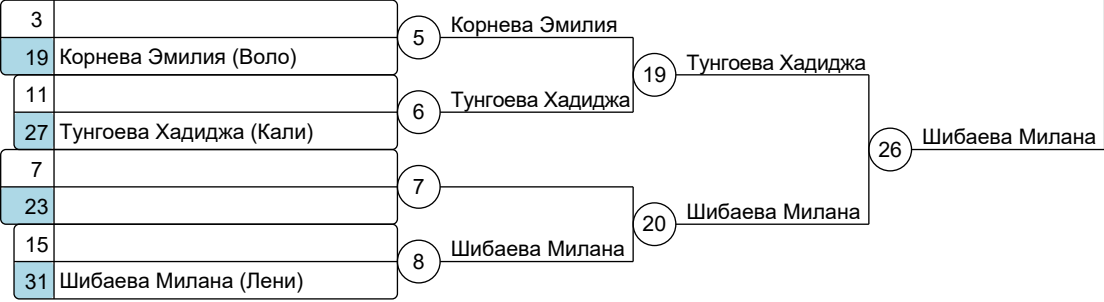 3
19 Корнева Эмилия (Воло)
11
27 Тунгоева Хадиджа (Кали)
7
23
15
31 Шибаева Милана (Лени)
5 Корнева Эмилия
6 Тунгоева Хадиджа
7
8 Шибаева Милана
19 Тунгоева Хадиджа
20 Шибаева Милана
26 Шибаева Милана